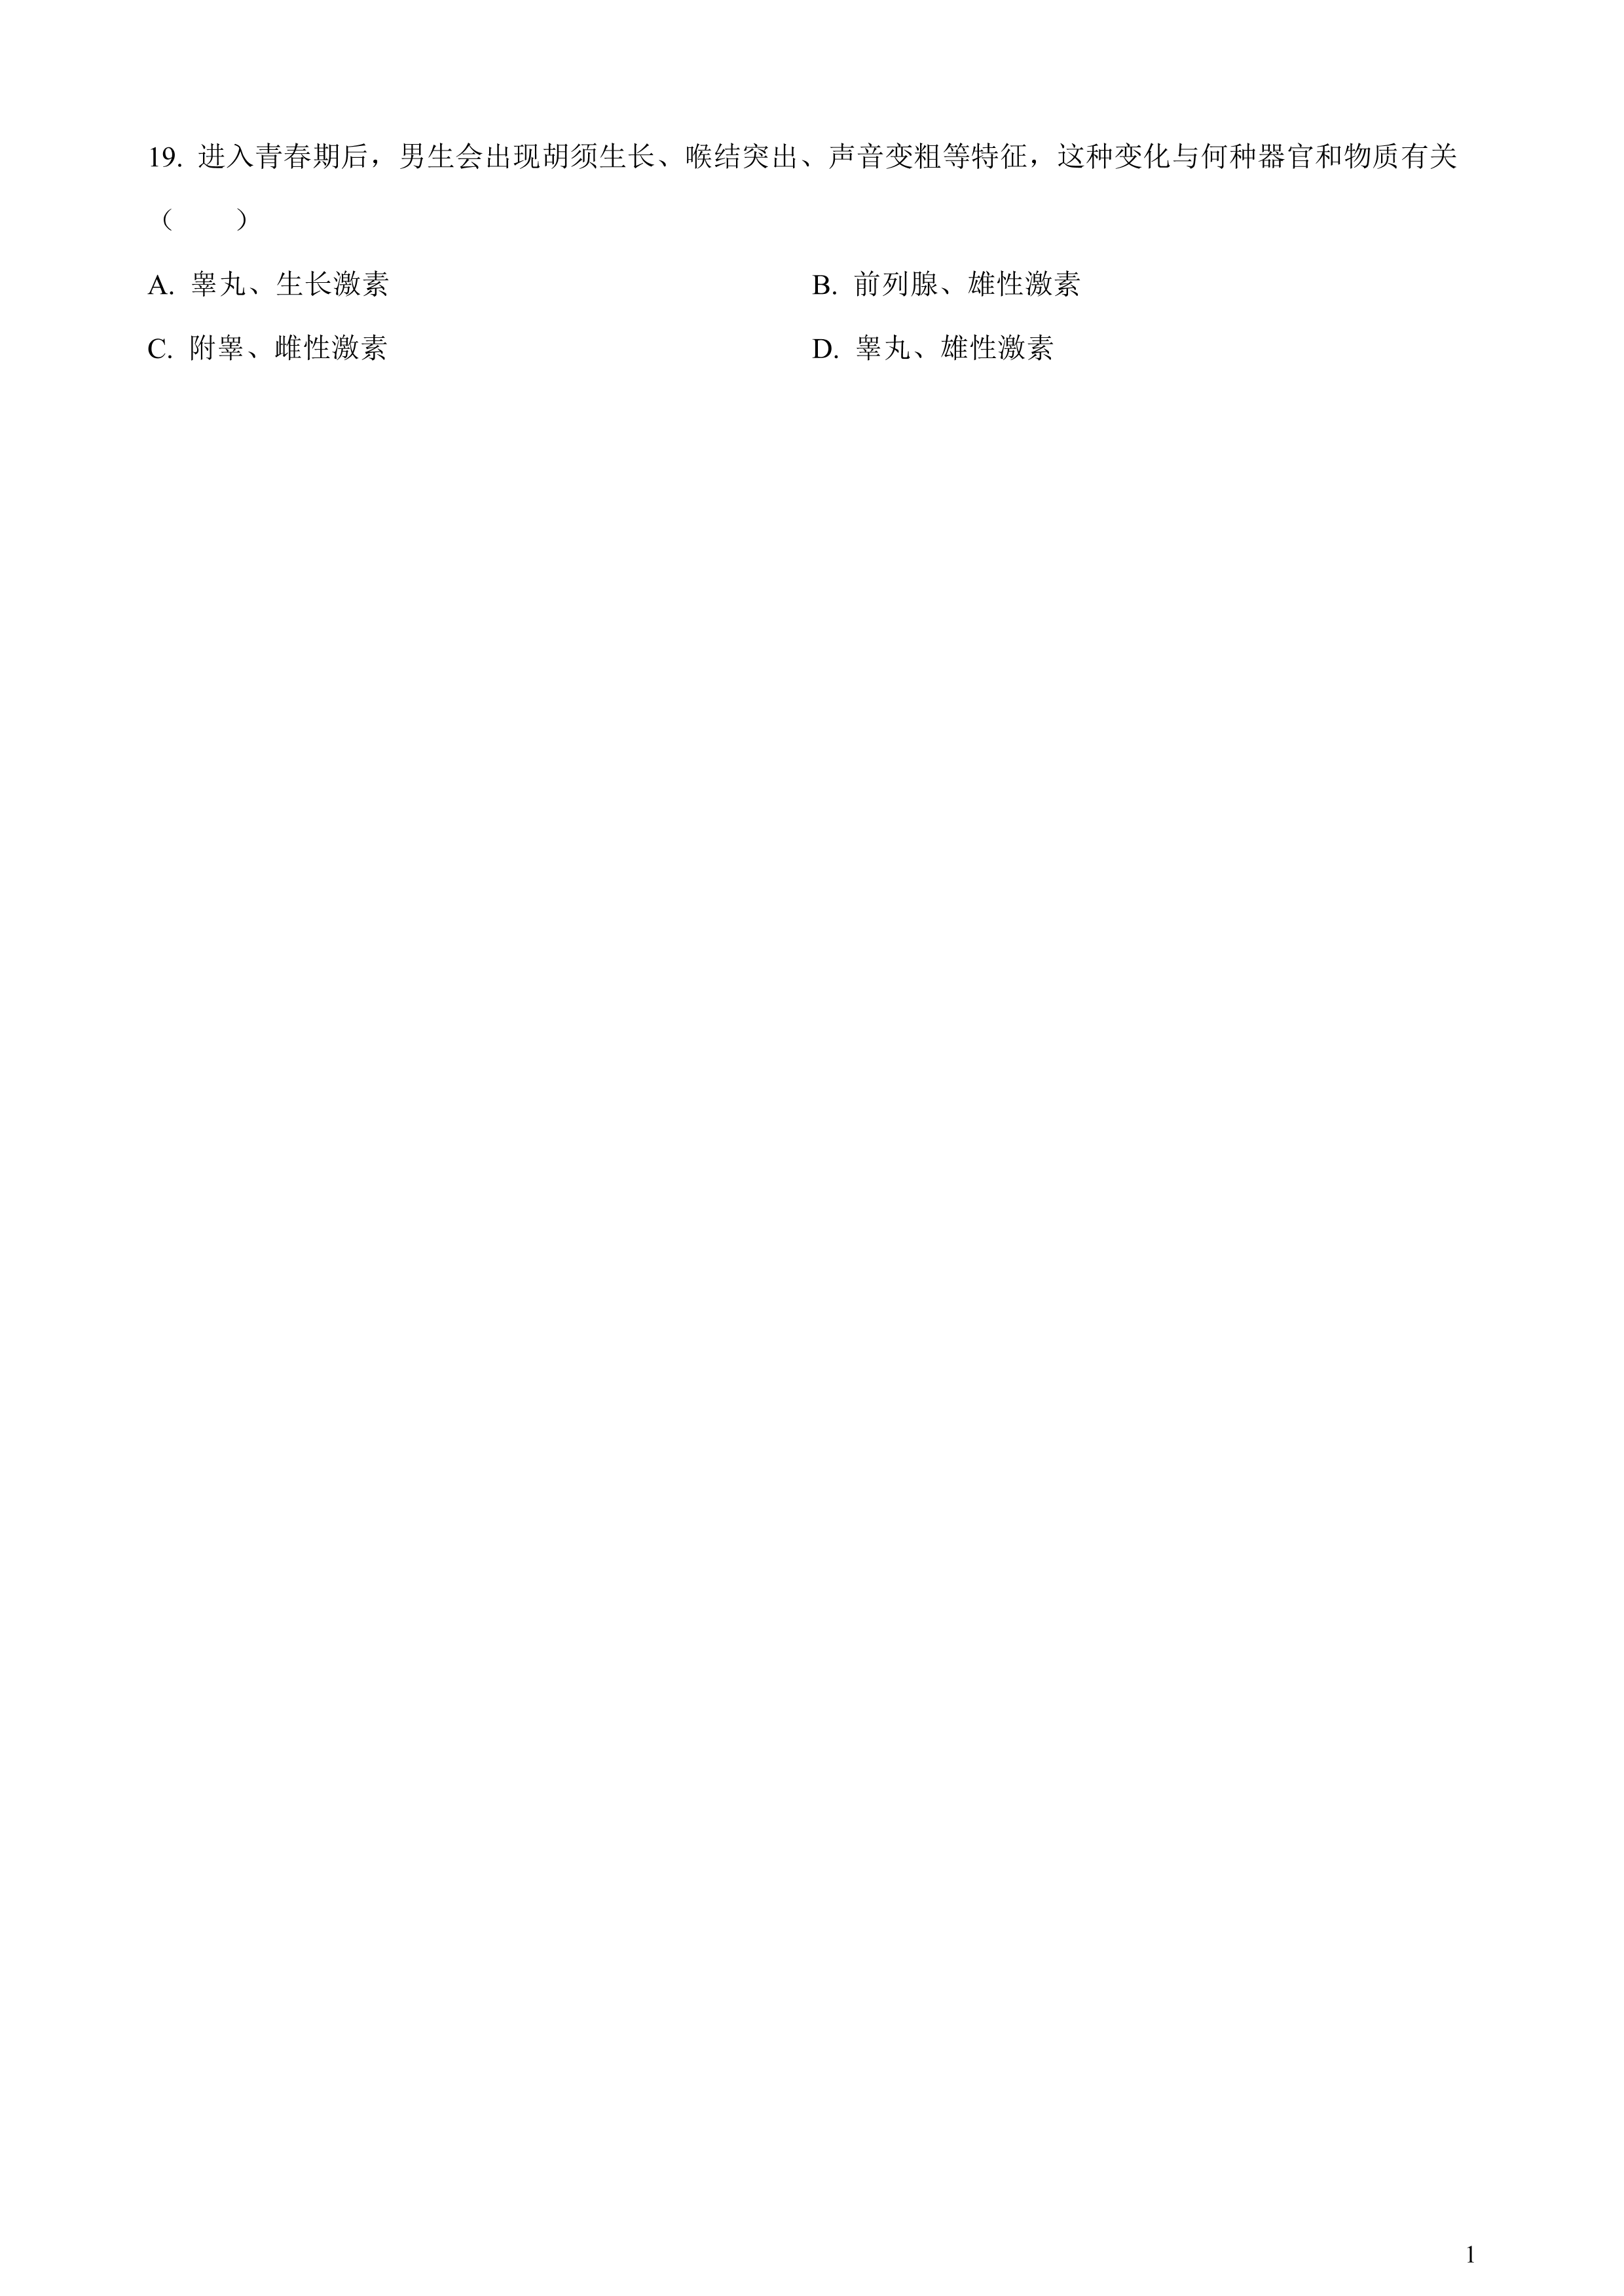 19. 进入青春期后，男生会出现胡须生长、喉结突出、声音变粗等特征，这种变化与何种器官和物质有关
（　　）
A. 睾丸、生长激素　　B. 前列腺、雄性激素
C. 附睾、雌性激素　　D. 睾丸、雄性激素
1